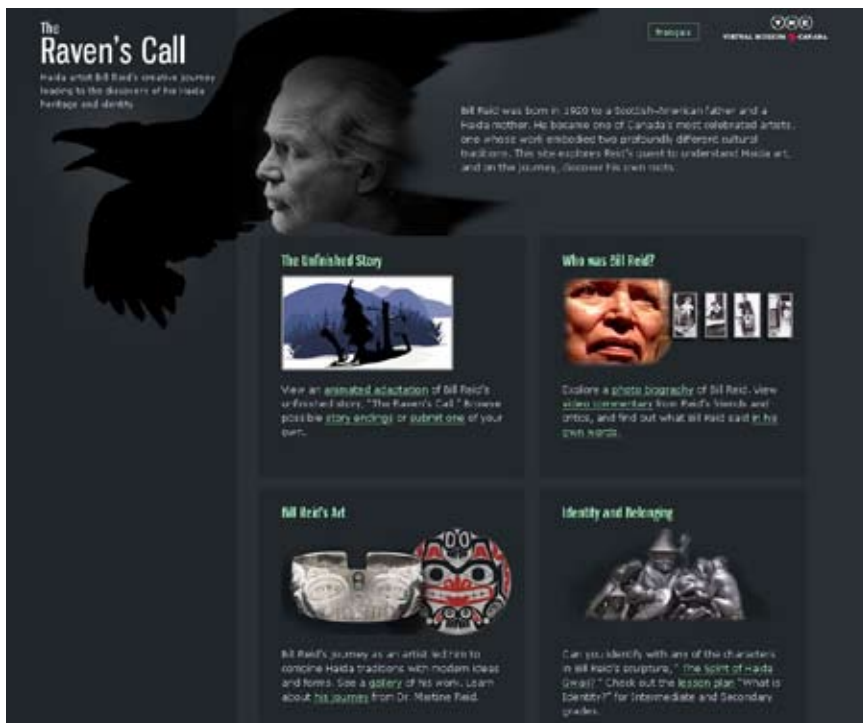 The
Raven's Call
Haida artist Bill Reid's creative journey
leading to the discovery of his Haida
heritage and identity
Français
VMC
VIRTUAL MUSEUM CANADA
Bill Reid was born in 1920 to a Scottish-American father and a
Haida mother. He became one of Canada's most celebrated artists,
one whose work embodied two profoundly different cultural
traditions. This site explores Reid's quest to understand Haida art,
and on the journey, discover his own roots.
The Unfinished Story
View an animated adaptation of Bill Reid's
unfinished story, "The Raven's Call." Browse
possible story endings or submit one of your
own.
Who was Bill Reid?
Explore a photo biography of Bill Reid. View
video commentary from Reid's friends and
critics, and find out what Bill Reid said in his
own words.
Bill Reid's Art
Bill Reid's journey as an artist led him to
combine Haida traditions with modern ideas
and forms. See a gallery of his work. Learn
about his journey from Dr. Martine Reid.
Identity and Belonging
Can you identify with any of the characters
in Bill Reid's sculpture, "The Spirit of Haida
Gwaii?" Check out the lesson plan "What is
Identity?" for Intermediate and Secondary
grades.